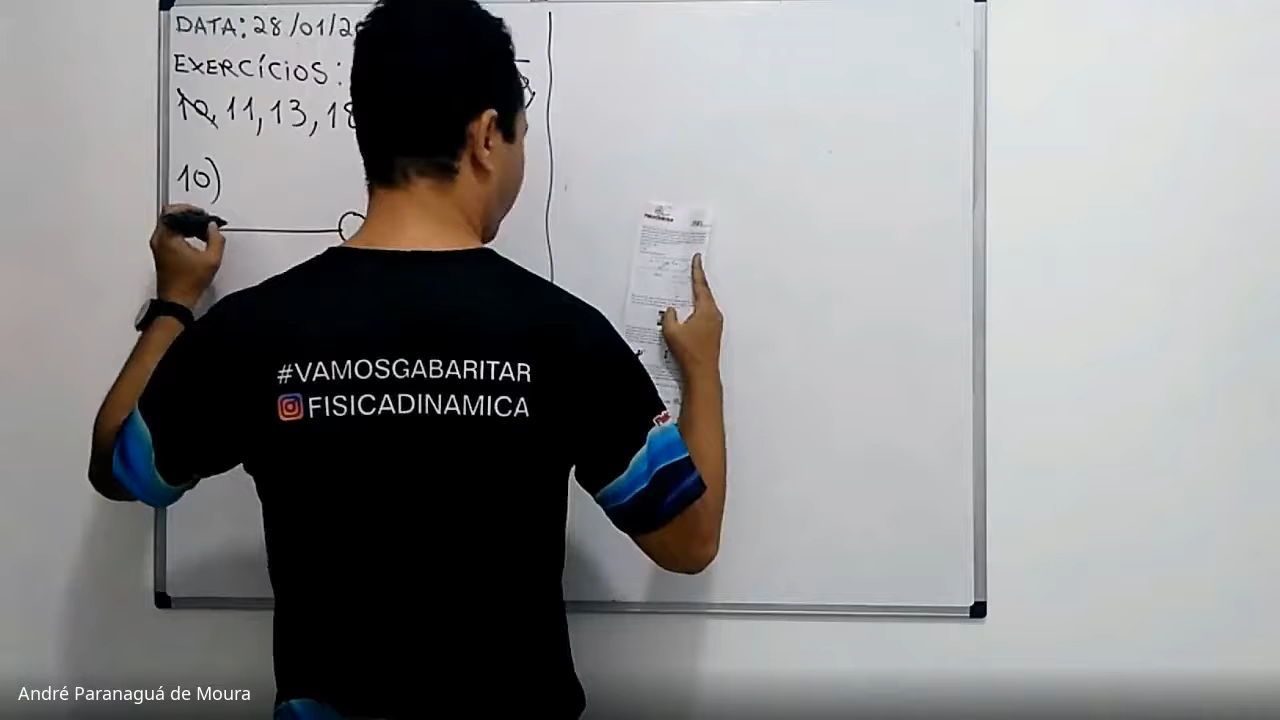 DATA: 28/01/2
EXERCÍCIOS:
10, 11, 13, 18
10)
#VAMOSGABARITAR
FISICADINAMICA
André Paranaguá de Moura